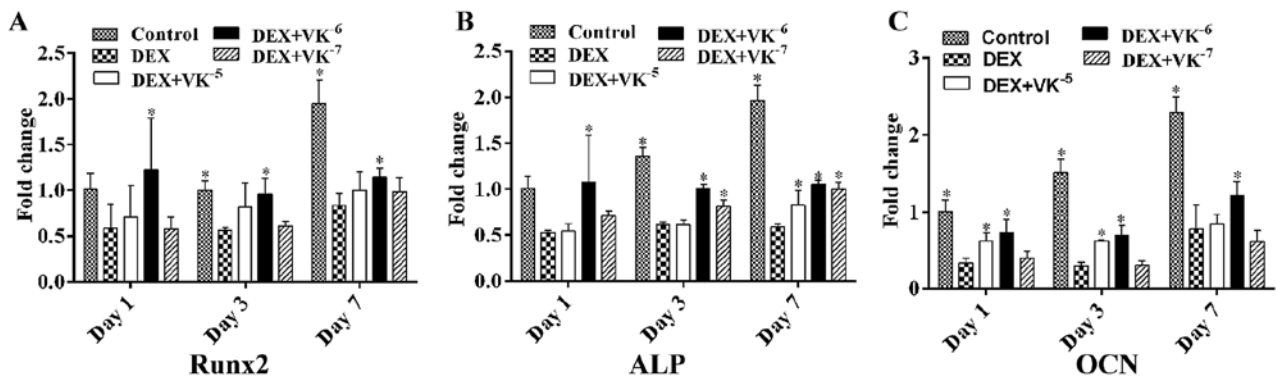 A
Control
DEX
DEX+VK⁻⁵
DEX+VK⁻⁶
DEX+VK⁻⁷
Fold change
2.5
2.0
1.5
1.0
0.5
0.0
* * * * *
Day 1
Day 3
Day 7
Runx2
B
Control
DEX
DEX+VK⁻⁵
DEX+VK⁻⁶
DEX+VK⁻⁷
Fold change
2.5
2.0
1.5
1.0
0.5
0.0
* * * * * * * *
Day 1
Day 3
Day 7
ALP
C
Control
DEX
DEX+VK⁻⁵
DEX+VK⁻⁶
DEX+VK⁻⁷
Fold change
3
2
1
0
* * * * * * * *
Day 1
Day 3
Day 7
OCN